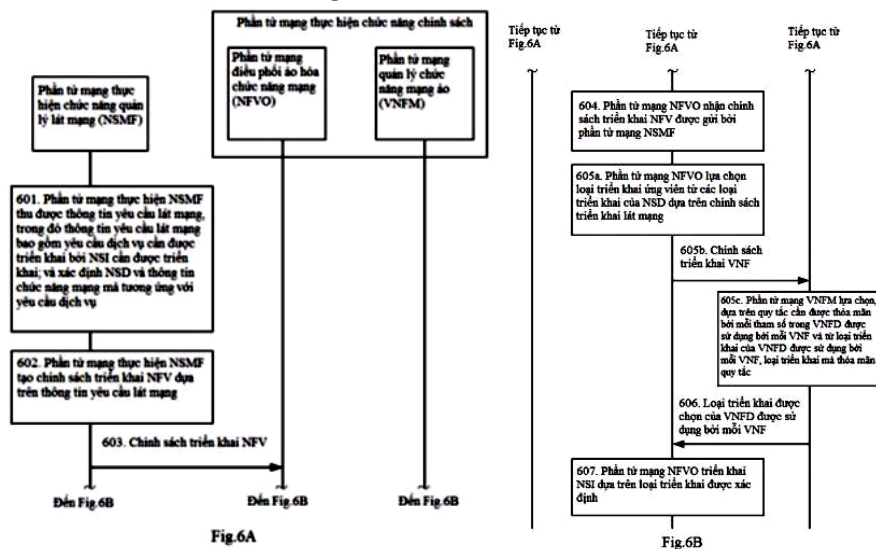 Phần tử mạng thực hiện chức năng chính sách
Phần tử mạng thực
hiện chức năng quản
lý lát mạng (NSMF)
Phần tử mạng
điều phối ảo hóa
chức năng mạng
(NFVO)
Phần tử mạng
quản lý chức
năng mạng ảo
(VNFM)
601. Phần tử mạng thực hiện NSMF
thu được thông tin yêu cầu lát mạng,
trong đó thông tin yêu cầu lát mạng
bao gồm yêu cầu dịch vụ cần được
triển khai bởi NSI cần được triển
khai; và xác định NSD và thông tin
chức năng mạng mà tương ứng với
yêu cầu dịch vụ
602. Phần tử mạng thực hiện NSMF
tạo chính sách triển khai NFV dựa
trên thông tin yêu cầu lát mạng
603. Chính sách triển khai NFV
Đến Fig.6B
Đến Fig.6B
Đến Fig.6B
Fig.6A
Tiếp tục từ
Fig.6A
Tiếp tục từ
Fig.6A
Tiếp tục từ
Fig.6A
604. Phần tử mạng NFVO nhận chính
sách triển khai NFV được gửi bởi
phần tử mạng NSMF
605a. Phần tử mạng NFVO lựa chọn
loại triển khai ứng viên từ các loại
triển khai của NSD dựa trên chính sách
triển khai lát mạng
605b. Chính sách
triển khai VNF
605c. Phần tử mạng VNFM lựa chọn,
dựa trên quy tắc cần được thỏa mãn
bởi mỗi tham số trong VNFD được
sử dụng bởi mỗi VNF và từ loại triển
khai của VNFD được sử dụng bởi
mỗi VNF, loại triển khai mà thỏa mãn
quy tắc
606. Loại triển khai được
chọn của VNFD được sử
dụng bởi mỗi VNF
607. Phần tử mạng NFVO triển khai
NSI dựa trên loại triển khai được xác
định
Fig.6B